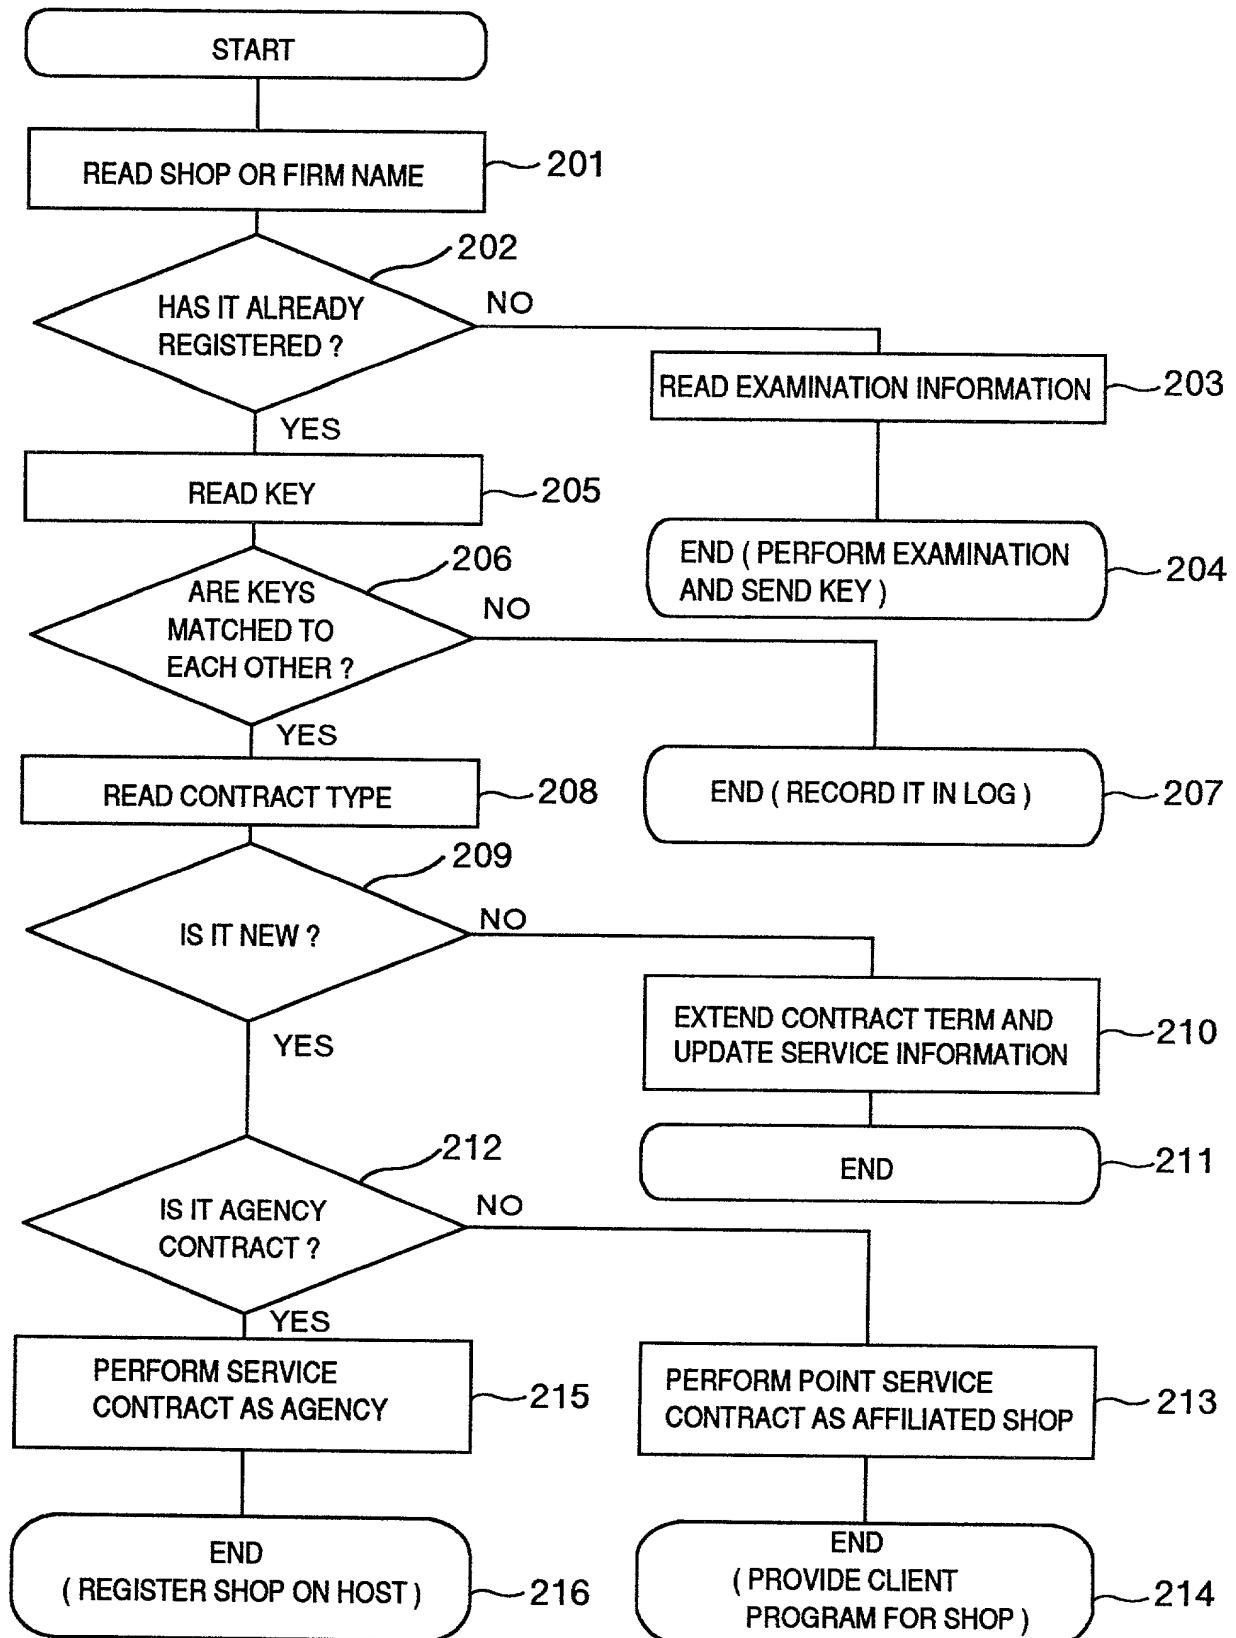 START
READ SHOP OR FIRM NAME
201
202
HAS IT ALREADY
REGISTERED ?
NO
READ EXAMINATION INFORMATION
203
YES
READ KEY
205
END ( PERFORM EXAMINATION
AND SEND KEY )
204
206
ARE KEYS
MATCHED TO
EACH OTHER ?
NO
YES
READ CONTRACT TYPE
208
END ( RECORD IT IN LOG )
207
209
IS IT NEW ?
NO
EXTEND CONTRACT TERM AND
UPDATE SERVICE INFORMATION
210
YES
END
211
212
IS IT AGENCY
CONTRACT ?
NO
YES
PERFORM SERVICE
CONTRACT AS AGENCY
215
PERFORM POINT SERVICE
CONTRACT AS AFFILIATED SHOP
213
END
( REGISTER SHOP ON HOST )
216
END
( PROVIDE CLIENT
PROGRAM FOR SHOP )
214